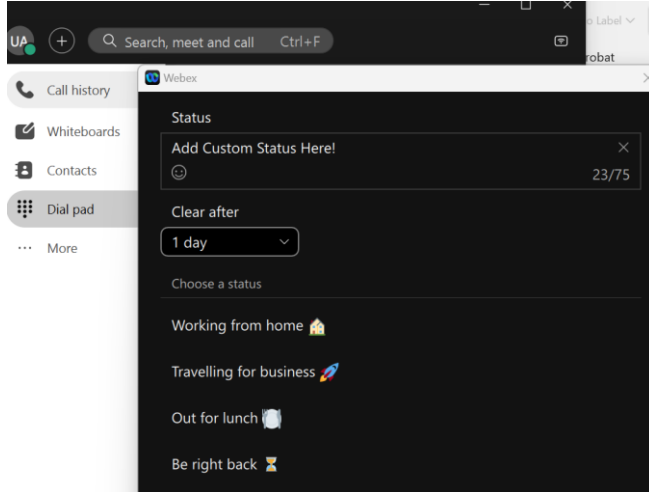 UA
Search, meet and call Ctrl+F
Label
robat
Call history
Whiteboards
Contacts
Dial pad
More
Webex
Status
Add Custom Status Here!
23/75
Clear after
1 day
Choose a status
Working from home 🏠
Travelling for business 🚀
Out for lunch 🍽️
Be right back ⏳